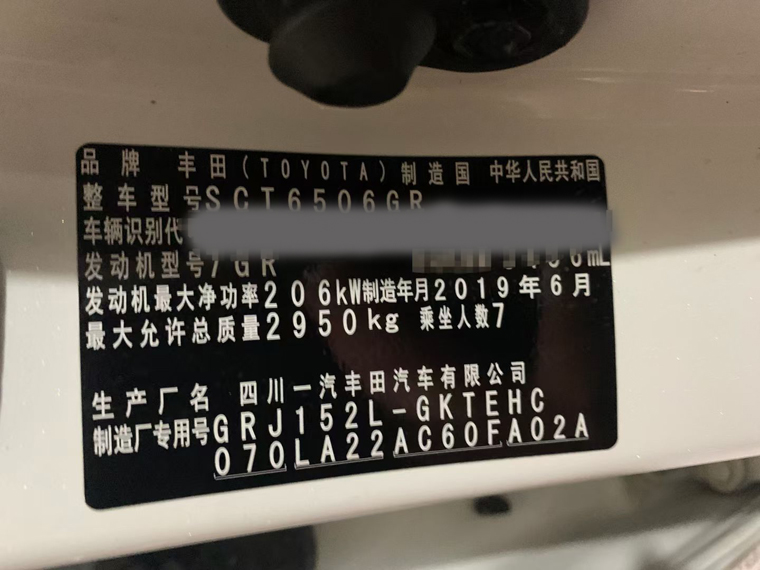 品牌 丰田(TOYOTA) 制造国 中华人民共和国
整车型号SCT6506GR
车辆识别代
发动机型号7GR mL
发动机最大净功率206kW制造年月2019年6月
最大允许总质量2950kg 乘坐人数7
生产厂名 四川一汽丰田汽车有限公司
制造厂专用号GRJ152L-GKTEHC
070LA22AC60FA02A